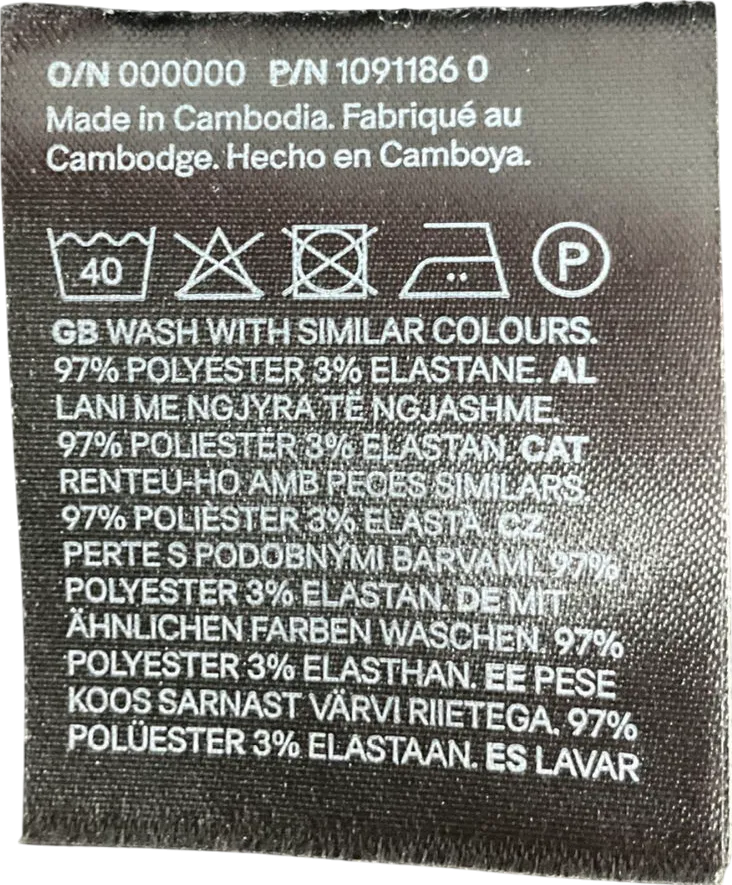 O/N 000000 P/N 1091186 0
Made in Cambodia. Fabriqué au
Cambodge. Hecho en Camboya.
40 P
GB WASH WITH SIMILAR COLOURS.
97% POLYESTER 3% ELASTANE. AL
LANI ME NGJYRA TË NGJASHME.
97% POLIESTËR 3% ELASTAN. CAT
RENTEU-HO AMB PECES SIMILARS.
97% POLIÈSTER 3% ELASTÀ. CZ
PERTE S PODOBNÝMI BARVAMI. 97%
POLYESTER 3% ELASTAN. DE MIT
ÄHNLICHEN FARBEN WASCHEN. 97%
POLYESTER 3% ELASTHAN. EE PESE
KOOS SARNAST VÄRVI RIIETEGA. 97%
POLÜESTER 3% ELASTAAN. ES LAVAR